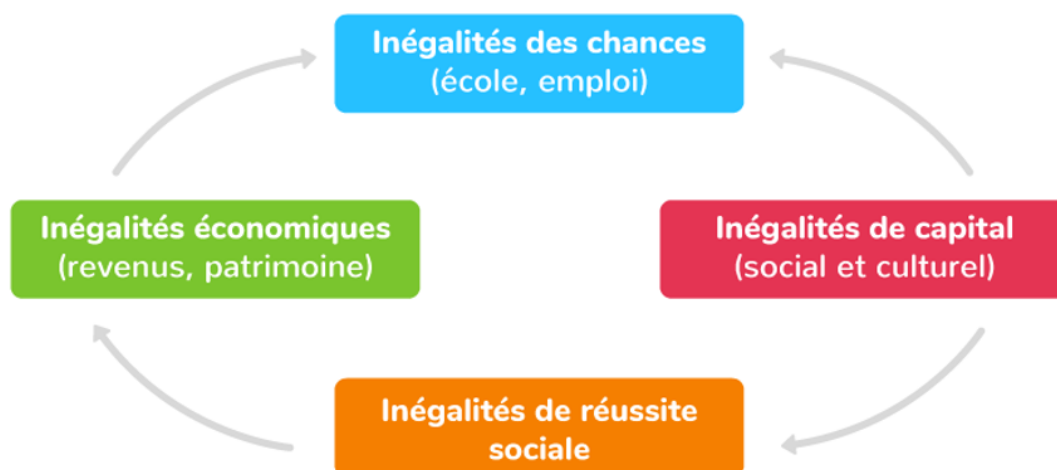 Inégalités des chances
(école, emploi)
Inégalités économiques
(revenus, patrimoine)
Inégalités de capital
(social et culturel)
Inégalités de réussite
sociale